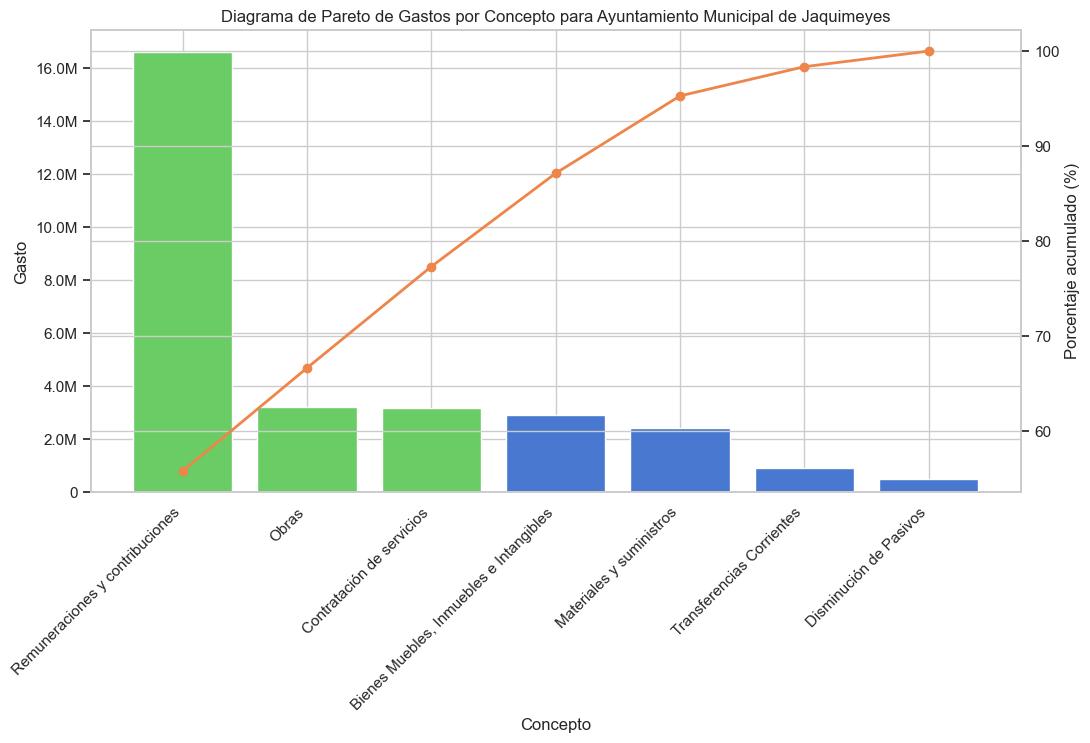 Diagrama de Pareto de Gastos por Concepto para Ayuntamiento Municipal de Jaquimeyes
16.0M
14.0M
12.0M
10.0M
8.0M
6.0M
4.0M
2.0M
0
Gasto
100
90
80
70
60
Porcentaje acumulado (%)
Remuneraciones y contribuciones
Obras
Contratación de servicios
Bienes Muebles, Inmuebles e Intangibles
Materiales y suministros
Transferencias Corrientes
Disminución de Pasivos
Concepto